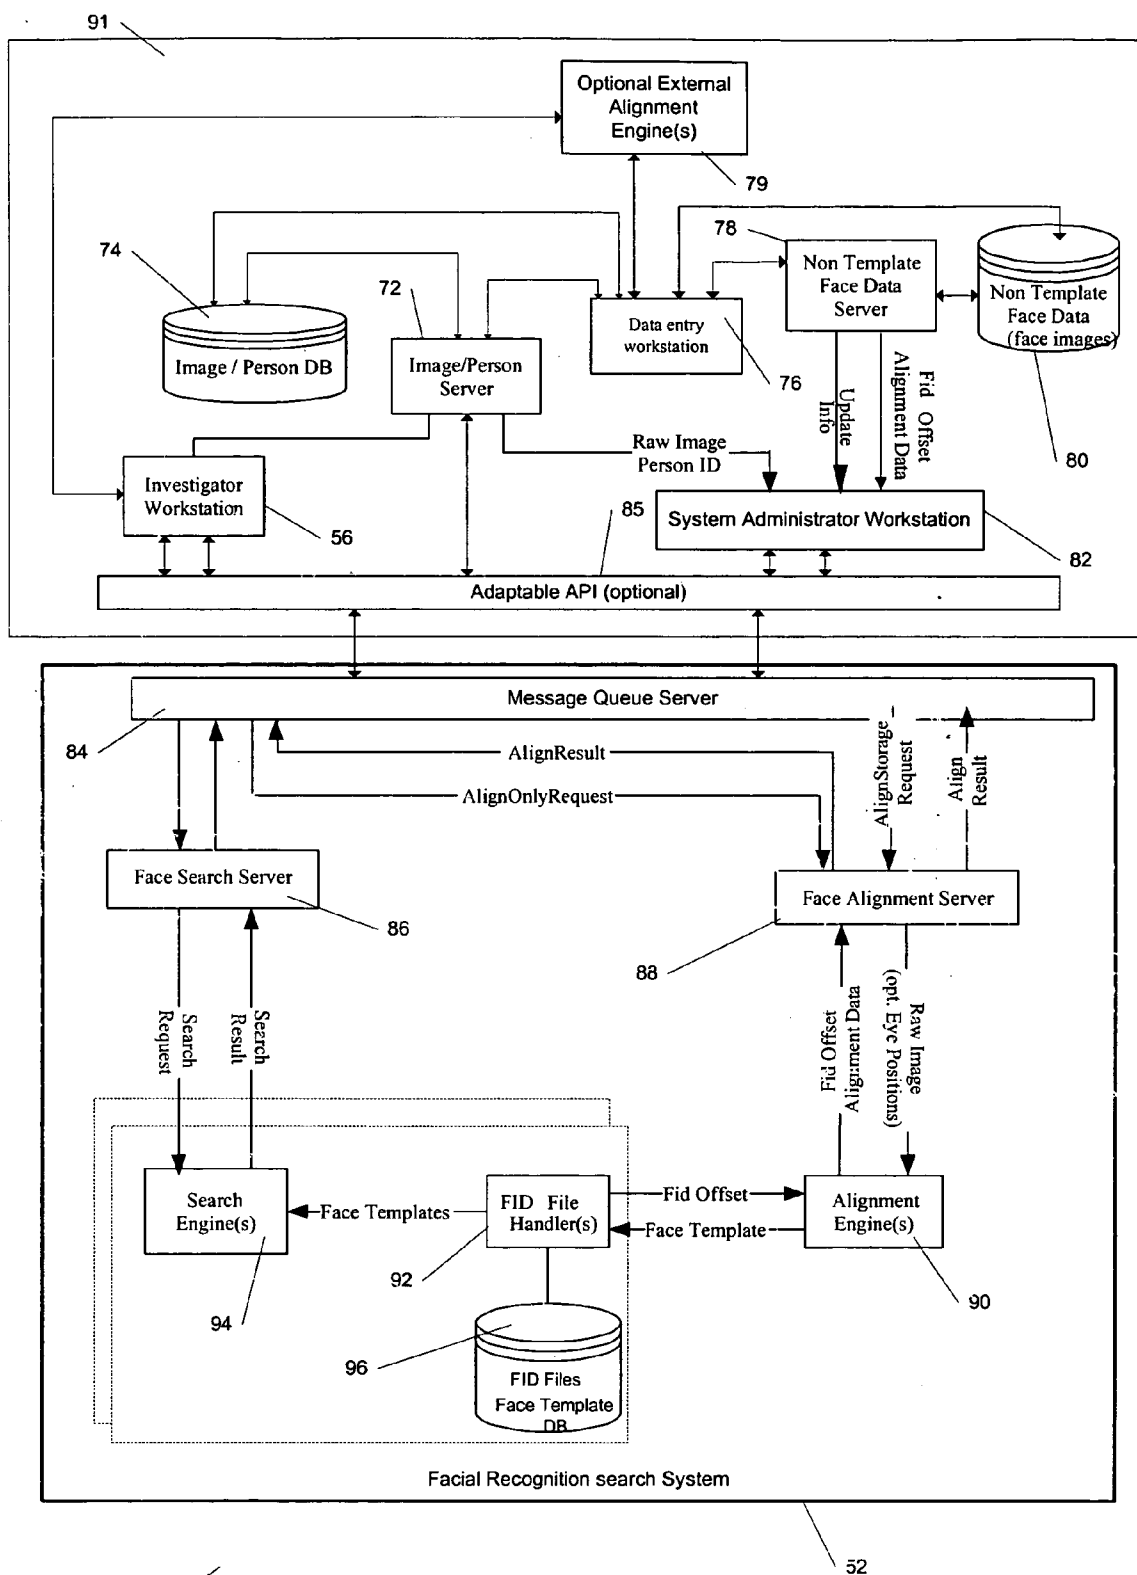 91
Optional External
Alignment
Engine(s)
79
74
72
78
Non Template
Face Data
Server
Non Template
Face Data
(face images)
Image / Person DB
Image/Person
Server
Data entry
workstation
76
80
Update
Info
Fid Offset
Alignment Data
Raw Image
Person ID
Investigator
Workstation
56
85
System Administrator Workstation
82
Adaptable API (optional)
Message Queue Server
84
AlignResult
AlignOnlyRequest
AlignStorage
Request
Align
Result
Face Search Server
86
Face Alignment Server
88
Search
Request
Search
Result
Fid Offset
Alignment Data
Raw Image
(opt. Eye Positions)
Search
Engine(s)
Face Templates
FID File
Handler(s)
Fid Offset
Face Template
Alignment
Engine(s)
94
92
90
96
FID Files
Face Template
DB
Facial Recognition search System
52